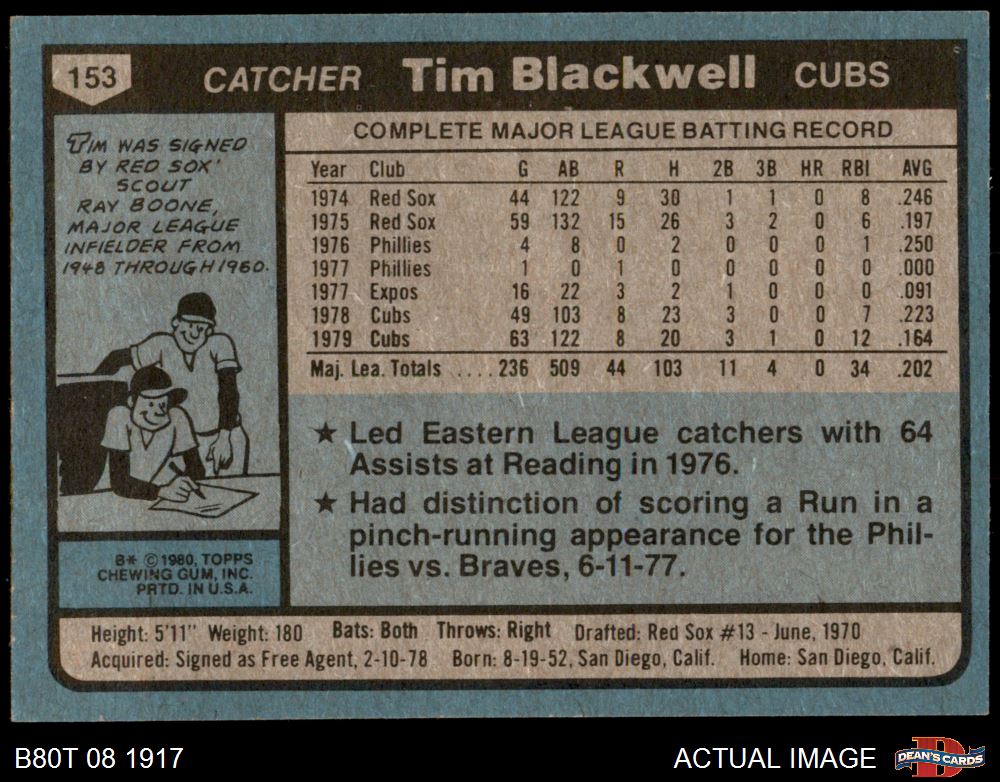 153 CATCHER Tim Blackwell CUBS
TIM WAS SIGNED
BY RED SOX'
SCOUT
RAY BOONE,
MAJOR LEAGUE
INFIELDER FROM
1948 THROUGH 1960.
B* © 1980, TOPPS
CHEWING GUM, INC.
PRTD. IN U.S.A.
COMPLETE MAJOR LEAGUE BATTING RECORD
Year Club G AB R H 2B 3B HR RBI AVG
1974 Red Sox 44 122 9 30 1 1 0 8 .246
1975 Red Sox 59 132 15 26 3 2 0 6 .197
1976 Phillies 4 8 0 2 0 0 0 1 .250
1977 Phillies 1 0 1 0 0 0 0 0 .000
1977 Expos 16 22 3 2 1 0 0 0 .091
1978 Cubs 49 103 8 23 3 0 0 7 .223
1979 Cubs 63 122 8 20 3 1 0 12 .164
Maj. Lea. Totals ....236 509 44 103 11 4 0 34 .202
★ Led Eastern League catchers with 64
Assists at Reading in 1976.
★ Had distinction of scoring a Run in a
pinch-running appearance for the Phil-
lies vs. Braves, 6-11-77.
Height: 5'11" Weight: 180 Bats: Both Throws: Right Drafted: Red Sox #13 - June, 1970
Acquired: Signed as Free Agent, 2-10-78 Born: 8-19-52, San Diego, Calif. Home: San Diego, Calif.
B80T 08 1917 ACTUAL IMAGE D DEAN'S CARDS